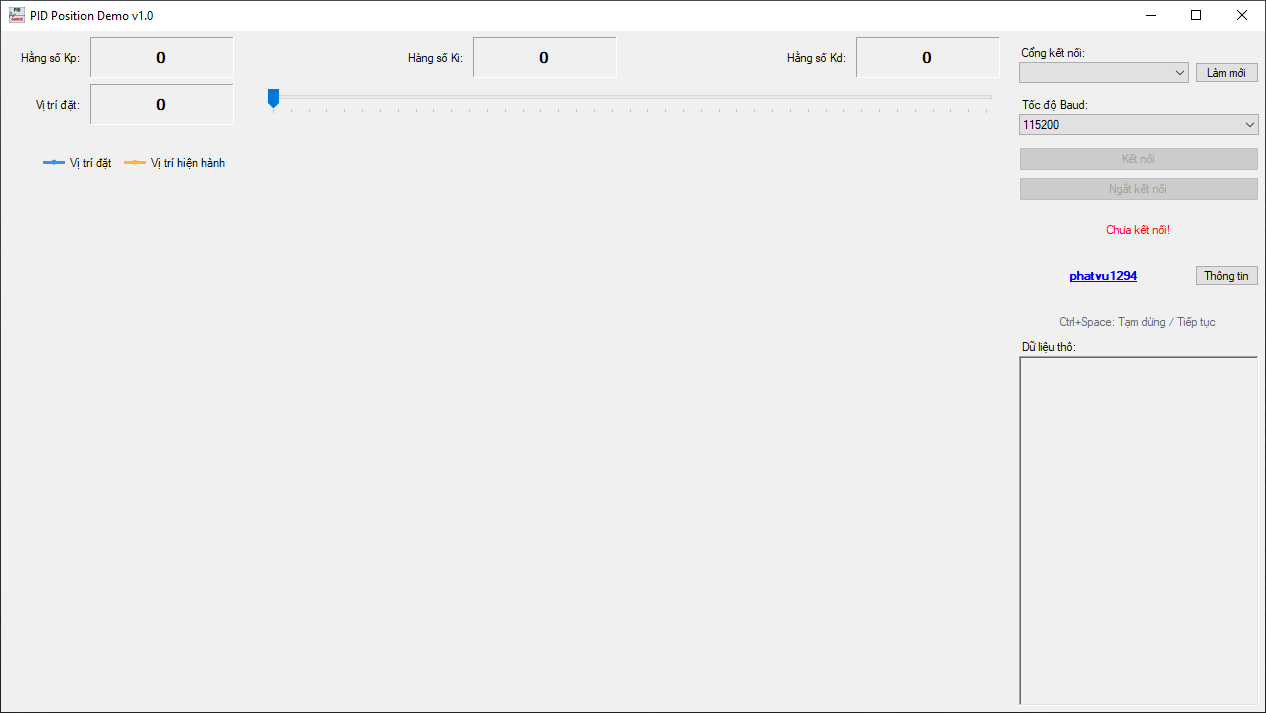 PID Position Demo v1.0
Hằng số Kp:
0
Hàng số Ki:
0
Hằng số Kd:
0
Vị trí đặt:
0
Vị trí đặt
Vị trí hiện hành
Cổng kết nối:
Làm mới
Tốc độ Baud:
115200
Kết nối
Ngắt kết nối
Chưa kết nối!
phatvu1294
Thông tin
Ctrl+Space: Tạm dừng / Tiếp tục
Dữ liệu thô: